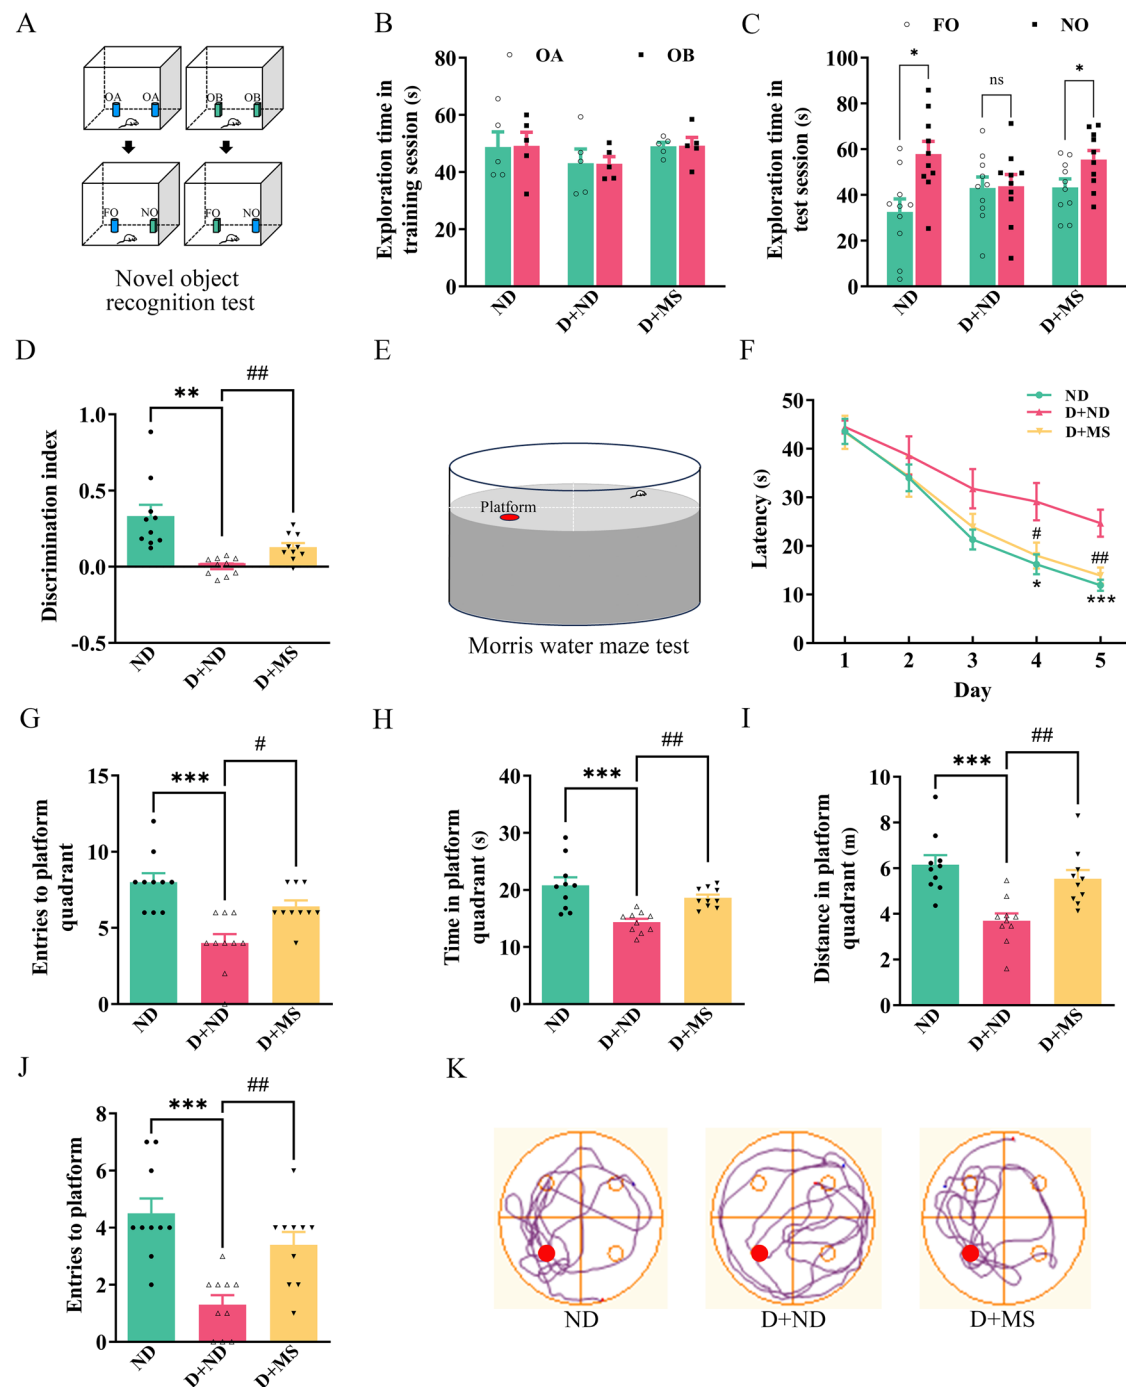 A
OA OA OB OB
FO NO FO NO
Novel object
recognition test
B
OA OB
Exploration time in
training session (s)
80
60
40
20
0
ND D+ND D+MS
C
FO NO
Exploration time in
test session (s)
100
80
60
40
20
0
* ns *
ND D+ND D+MS
D
Discrimination index
1.0
0.5
0.0
-0.5
** ##
ND D+ND D+MS
E
Platform
Morris water maze test
F
ND
D+ND
D+MS
Latency (s)
50
40
30
20
10
0
# ##
* ***
1 2 3 4 5
Day
G
Entries to platform
quadrant
15
10
5
0
*** #
ND D+ND D+MS
H
Time in platform
quadrant (s)
40
30
20
10
0
*** ##
ND D+ND D+MS
I
Distance in platform
quadrant (m)
10
8
6
4
2
0
*** ##
ND D+ND D+MS
J
Entries to platform
8
6
4
2
0
*** ##
ND D+ND D+MS
K
ND D+ND D+MS